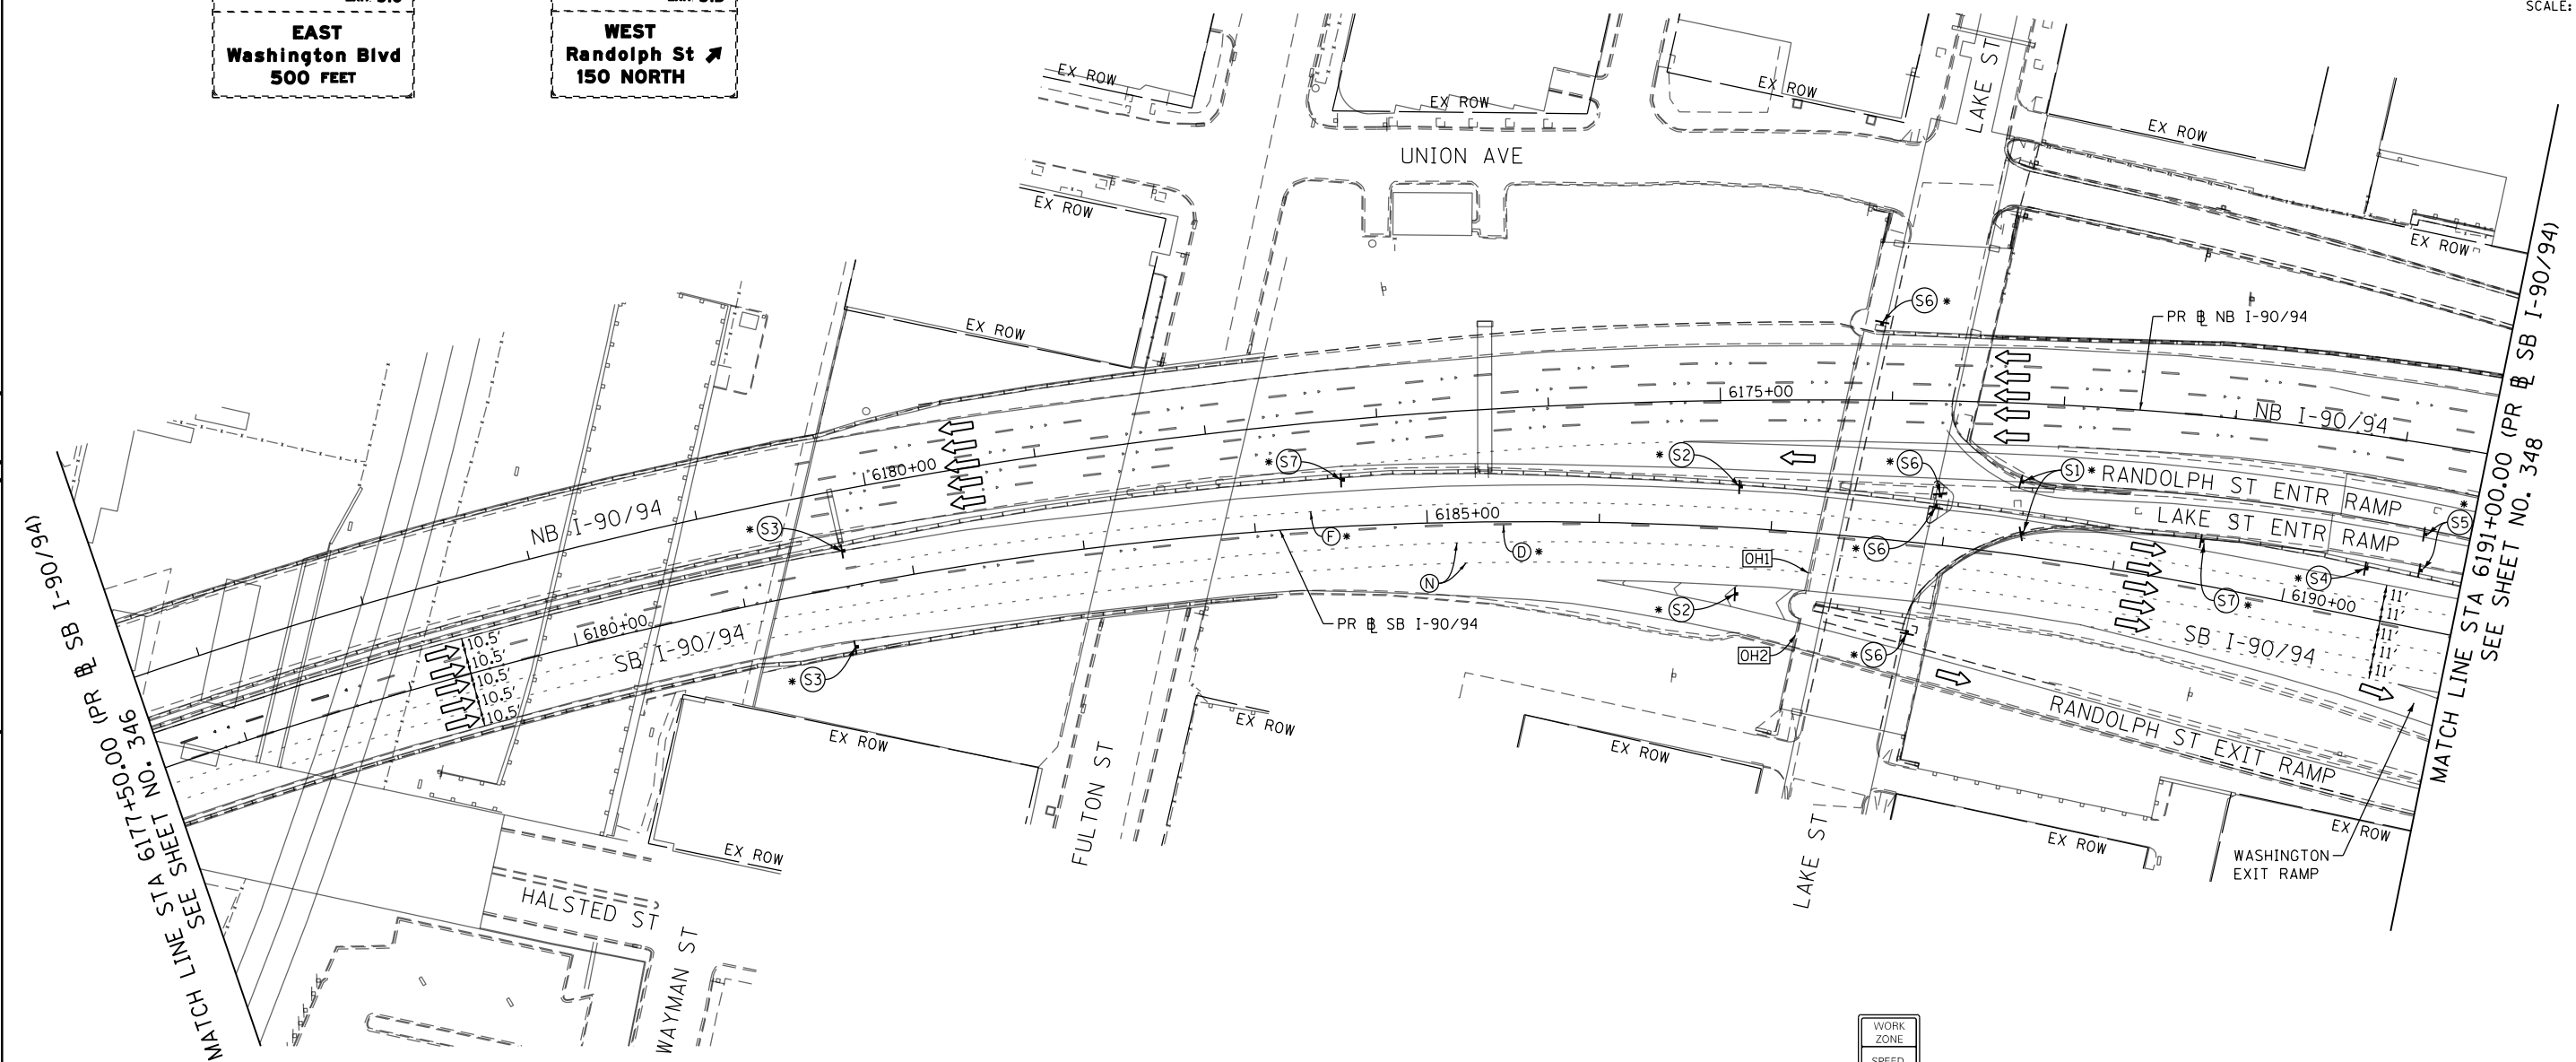 SCALE:
EAST
Washington Blvd
500 FEET
WEST
Randolph St
150 NORTH
EX ROW
EX ROW
EX ROW
LAKE ST
EX ROW
UNION AVE
EX ROW
EX ROW
EX ROW
S6 *
PR BL NB I-90/94
6175+00
NB I-90/94
6180+00
* S7
* S2
* S6
S1 *
RANDOLPH ST ENTR RAMP
LAKE ST ENTR RAMP
*
S5
NB I-90/94
* S3
6185+00
F *
D *
N
OH1
* S6
* S4
S7 *
6190+00
11'
11'
11'
11'
11'
* S2
PR BL SB I-90/94
OH2
* S6
SB I-90/94
6180+00
SB I-90/94
10.5'
10.5'
10.5'
10.5'
10.5'
* S3
RANDOLPH ST EXIT RAMP
EX ROW
EX ROW
EX ROW
EX ROW
EX ROW
EX ROW
WASHINGTON
EXIT RAMP
FULTON ST
LAKE ST
HALSTED ST
WAYMAN ST
MATCH LINE STA 6177+50.00 (PR BL SB I-90/94)
SEE SHEET NO. 346
MATCH LINE STA 6191+00.00 (PR BL SB I-90/94)
SEE SHEET NO. 348
WORK
ZONE
SPEED